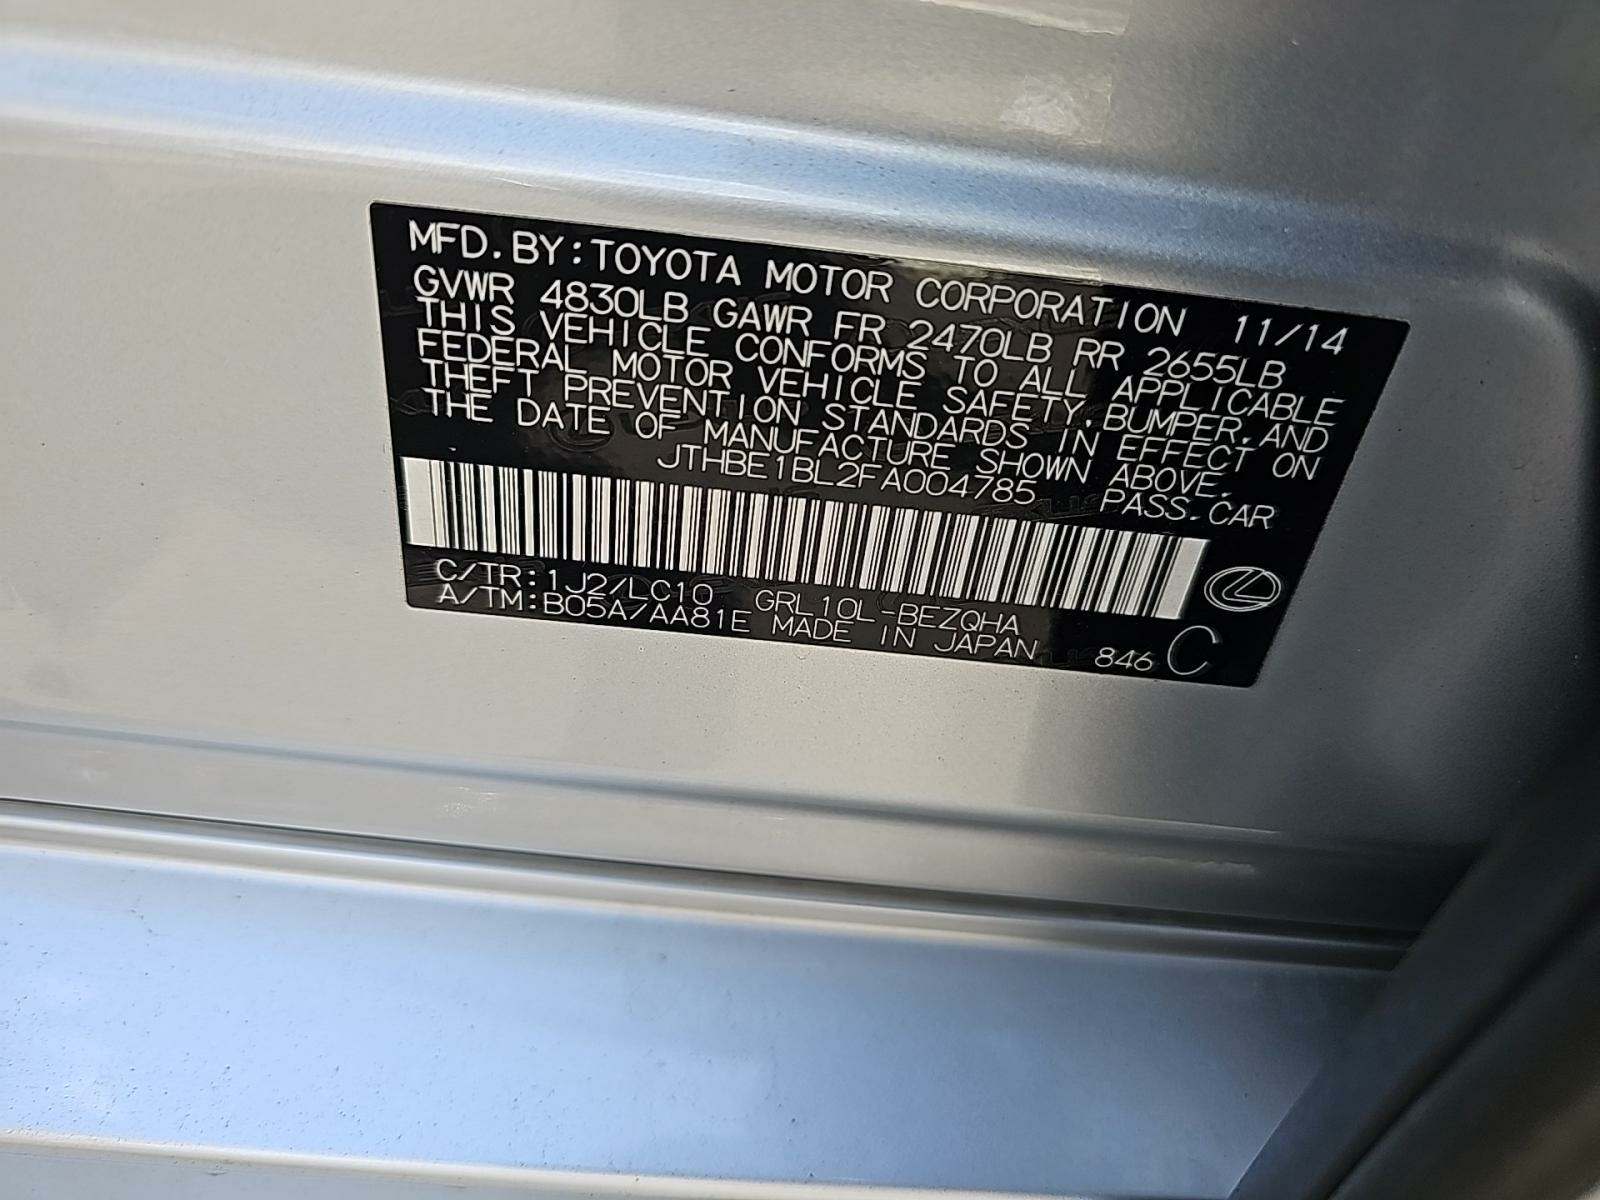 MFD.BY:TOYOTA MOTOR CORPORATION 11/14
GVWR 4830LB GAWR FR 2470LB RR 2655LB
THIS VEHICLE CONFORMS TO ALL APPLICABLE
FEDERAL MOTOR VEHICLE SAFETY,BUMPER,AND
THEFT PREVENTION STANDARDS IN EFFECT ON
THE DATE OF MANUFACTURE SHOWN ABOVE.
JTHBE1BL2FA004785 PASS.CAR
C/TR:1J2/LC10 GRL10L-BEZQHA
A/TM:B05A/AA81E MADE IN JAPAN 846 C